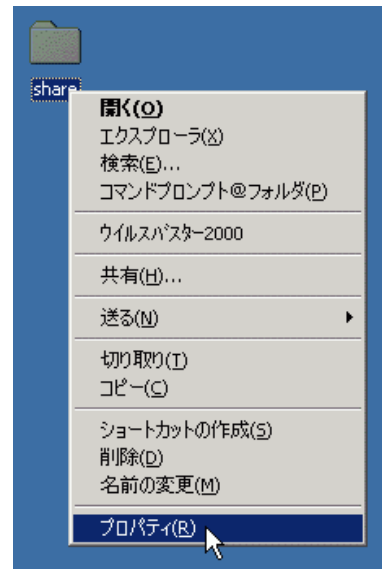 share
開く(O)
エクスプローラ(X)
検索(E)...
コマンドプロンプト@フォルダ(P)
ウイルスバスター2000
共有(H)...
送る(N)
切り取り(T)
コピー(C)
ショートカットの作成(S)
削除(D)
名前の変更(M)
プロパティ(R)